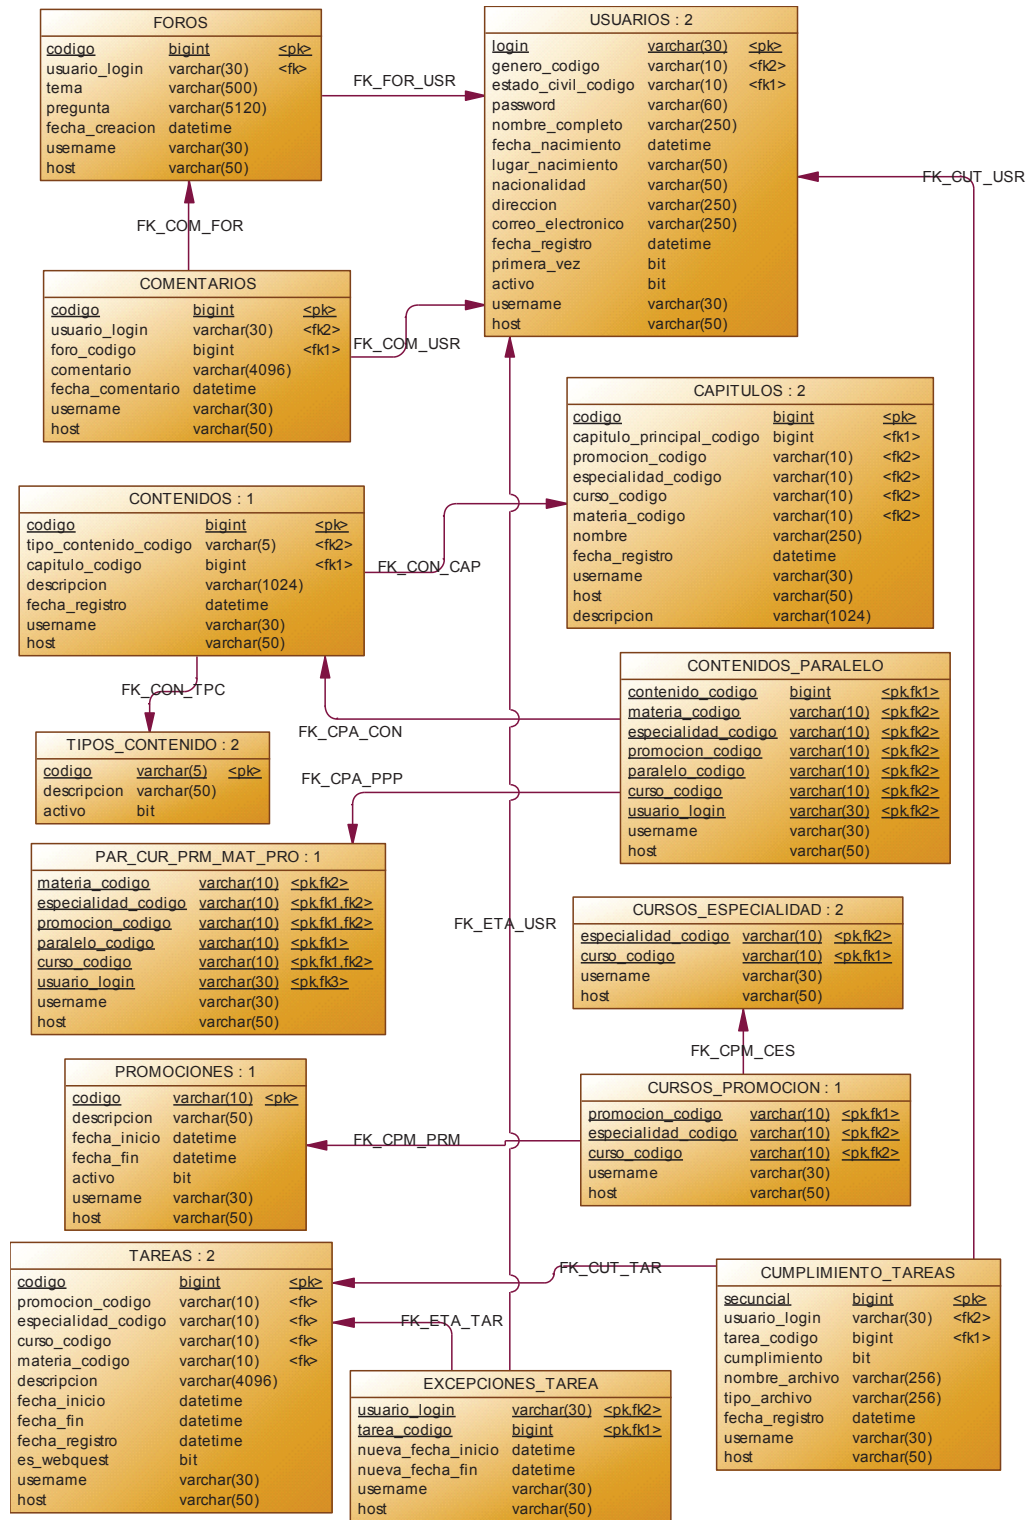 FOROS
codigo bigint <pk>
usuario_login varchar(30) <fk>
tema varchar(500)
pregunta varchar(5120)
fecha_creacion datetime
username varchar(30)
host varchar(50)
FK_FOR_USR
USUARIOS : 2
login varchar(30) <pk>
genero_codigo varchar(10) <fk2>
estado_civil_codigo varchar(10) <fk1>
password varchar(60)
nombre_completo varchar(250)
fecha_nacimiento datetime
lugar_nacimiento varchar(50)
nacionalidad varchar(50)
direccion varchar(250)
correo_electronico varchar(250)
fecha_registro datetime
primera_vez bit
activo bit
username varchar(30)
host varchar(50)
FK_CUT_USR
FK_COM_FOR
COMENTARIOS
codigo bigint <pk>
usuario_login varchar(30) <fk2>
foro_codigo bigint <fk1>
comentario varchar(4096)
fecha_comentario datetime
username varchar(30)
host varchar(50)
FK_COM_USR
CAPITULOS : 2
codigo bigint <pk>
capitulo_principal_codigo bigint <fk1>
promocion_codigo varchar(10) <fk2>
especialidad_codigo varchar(10) <fk2>
curso_codigo varchar(10) <fk2>
materia_codigo varchar(10) <fk2>
nombre varchar(250)
fecha_registro datetime
username varchar(30)
host varchar(50)
descripcion varchar(1024)
CONTENIDOS : 1
codigo bigint <pk>
tipo_contenido_codigo varchar(5) <fk2>
capitulo_codigo bigint <fk1>
descripcion varchar(1024)
fecha_registro datetime
username varchar(30)
host varchar(50)
FK_CON_CAP
FK_CON_TPC
FK_CPA_CON
CONTENIDOS_PARALELO
contenido_codigo bigint <pk,fk1>
materia_codigo varchar(10) <pk,fk2>
especialidad_codigo varchar(10) <pk,fk2>
promocion_codigo varchar(10) <pk,fk2>
paralelo_codigo varchar(10) <pk,fk2>
curso_codigo varchar(10) <pk,fk2>
usuario_login varchar(30) <pk,fk2>
username varchar(30)
host varchar(50)
TIPOS_CONTENIDO : 2
codigo varchar(5) <pk>
descripcion varchar(50)
activo bit
FK_CPA_PPP
PAR_CUR_PRM_MAT_PRO : 1
materia_codigo varchar(10) <pk,fk2>
especialidad_codigo varchar(10) <pk,fk1,fk2>
promocion_codigo varchar(10) <pk,fk1,fk2>
paralelo_codigo varchar(10) <pk,fk1>
curso_codigo varchar(10) <pk,fk1,fk2>
usuario_login varchar(30) <pk,fk3>
username varchar(30)
host varchar(50)
FK_ETA_USR
CURSOS_ESPECIALIDAD : 2
especialidad_codigo varchar(10) <pk,fk2>
curso_codigo varchar(10) <pk,fk1>
username varchar(30)
host varchar(50)
FK_CPM_CES
PROMOCIONES : 1
codigo varchar(10) <pk>
descripcion varchar(50)
fecha_inicio datetime
fecha_fin datetime
activo bit
username varchar(30)
host varchar(50)
FK_CPM_PRM
CURSOS_PROMOCION : 1
promocion_codigo varchar(10) <pk,fk1>
especialidad_codigo varchar(10) <pk,fk2>
curso_codigo varchar(10) <pk,fk2>
username varchar(30)
host varchar(50)
TAREAS : 2
codigo bigint <pk>
promocion_codigo varchar(10) <fk>
especialidad_codigo varchar(10) <fk>
curso_codigo varchar(10) <fk>
materia_codigo varchar(10) <fk>
descripcion varchar(4096)
fecha_inicio datetime
fecha_fin datetime
fecha_registro datetime
es_webquest bit
username varchar(30)
host varchar(50)
FK_CUT_TAR
FK_ETA_TAR
CUMPLIMIENTO_TAREAS
secuncial bigint <pk>
usuario_login varchar(30) <fk2>
tarea_codigo bigint <fk1>
cumplimiento bit
nombre_archivo varchar(256)
tipo_archivo varchar(256)
fecha_registro datetime
username varchar(30)
host varchar(50)
EXCEPCIONES_TAREA
usuario_login varchar(30) <pk,fk2>
tarea_codigo bigint <pk,fk1>
nueva_fecha_inicio datetime
nueva_fecha_fin datetime
username varchar(30)
host varchar(50)